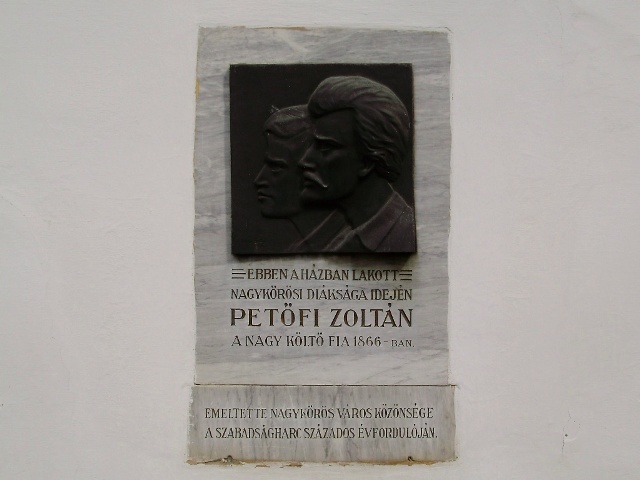 EBBEN A HÁZBAN LAKOTT
NAGYKŐRÖSI DIÁKSÁGA IDEJÉN
PETŐFI ZOLTÁN
A NAGY KÖLTŐ FIA 1866-BAN.
EMELTETTE NAGYKŐRÖS VÁROS KÖZÖNSÉGE
A SZABADSÁGHARC SZÁZADOS ÉVFORDULÓJÁN.